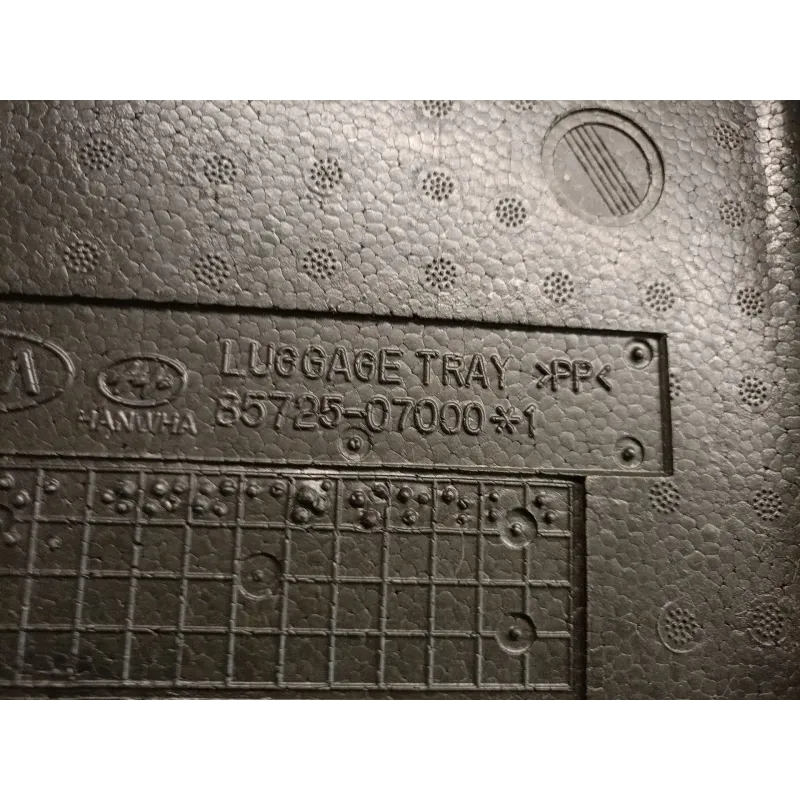 LUGGAGE TRAY >PP<
HANWHA 85725-07000*1